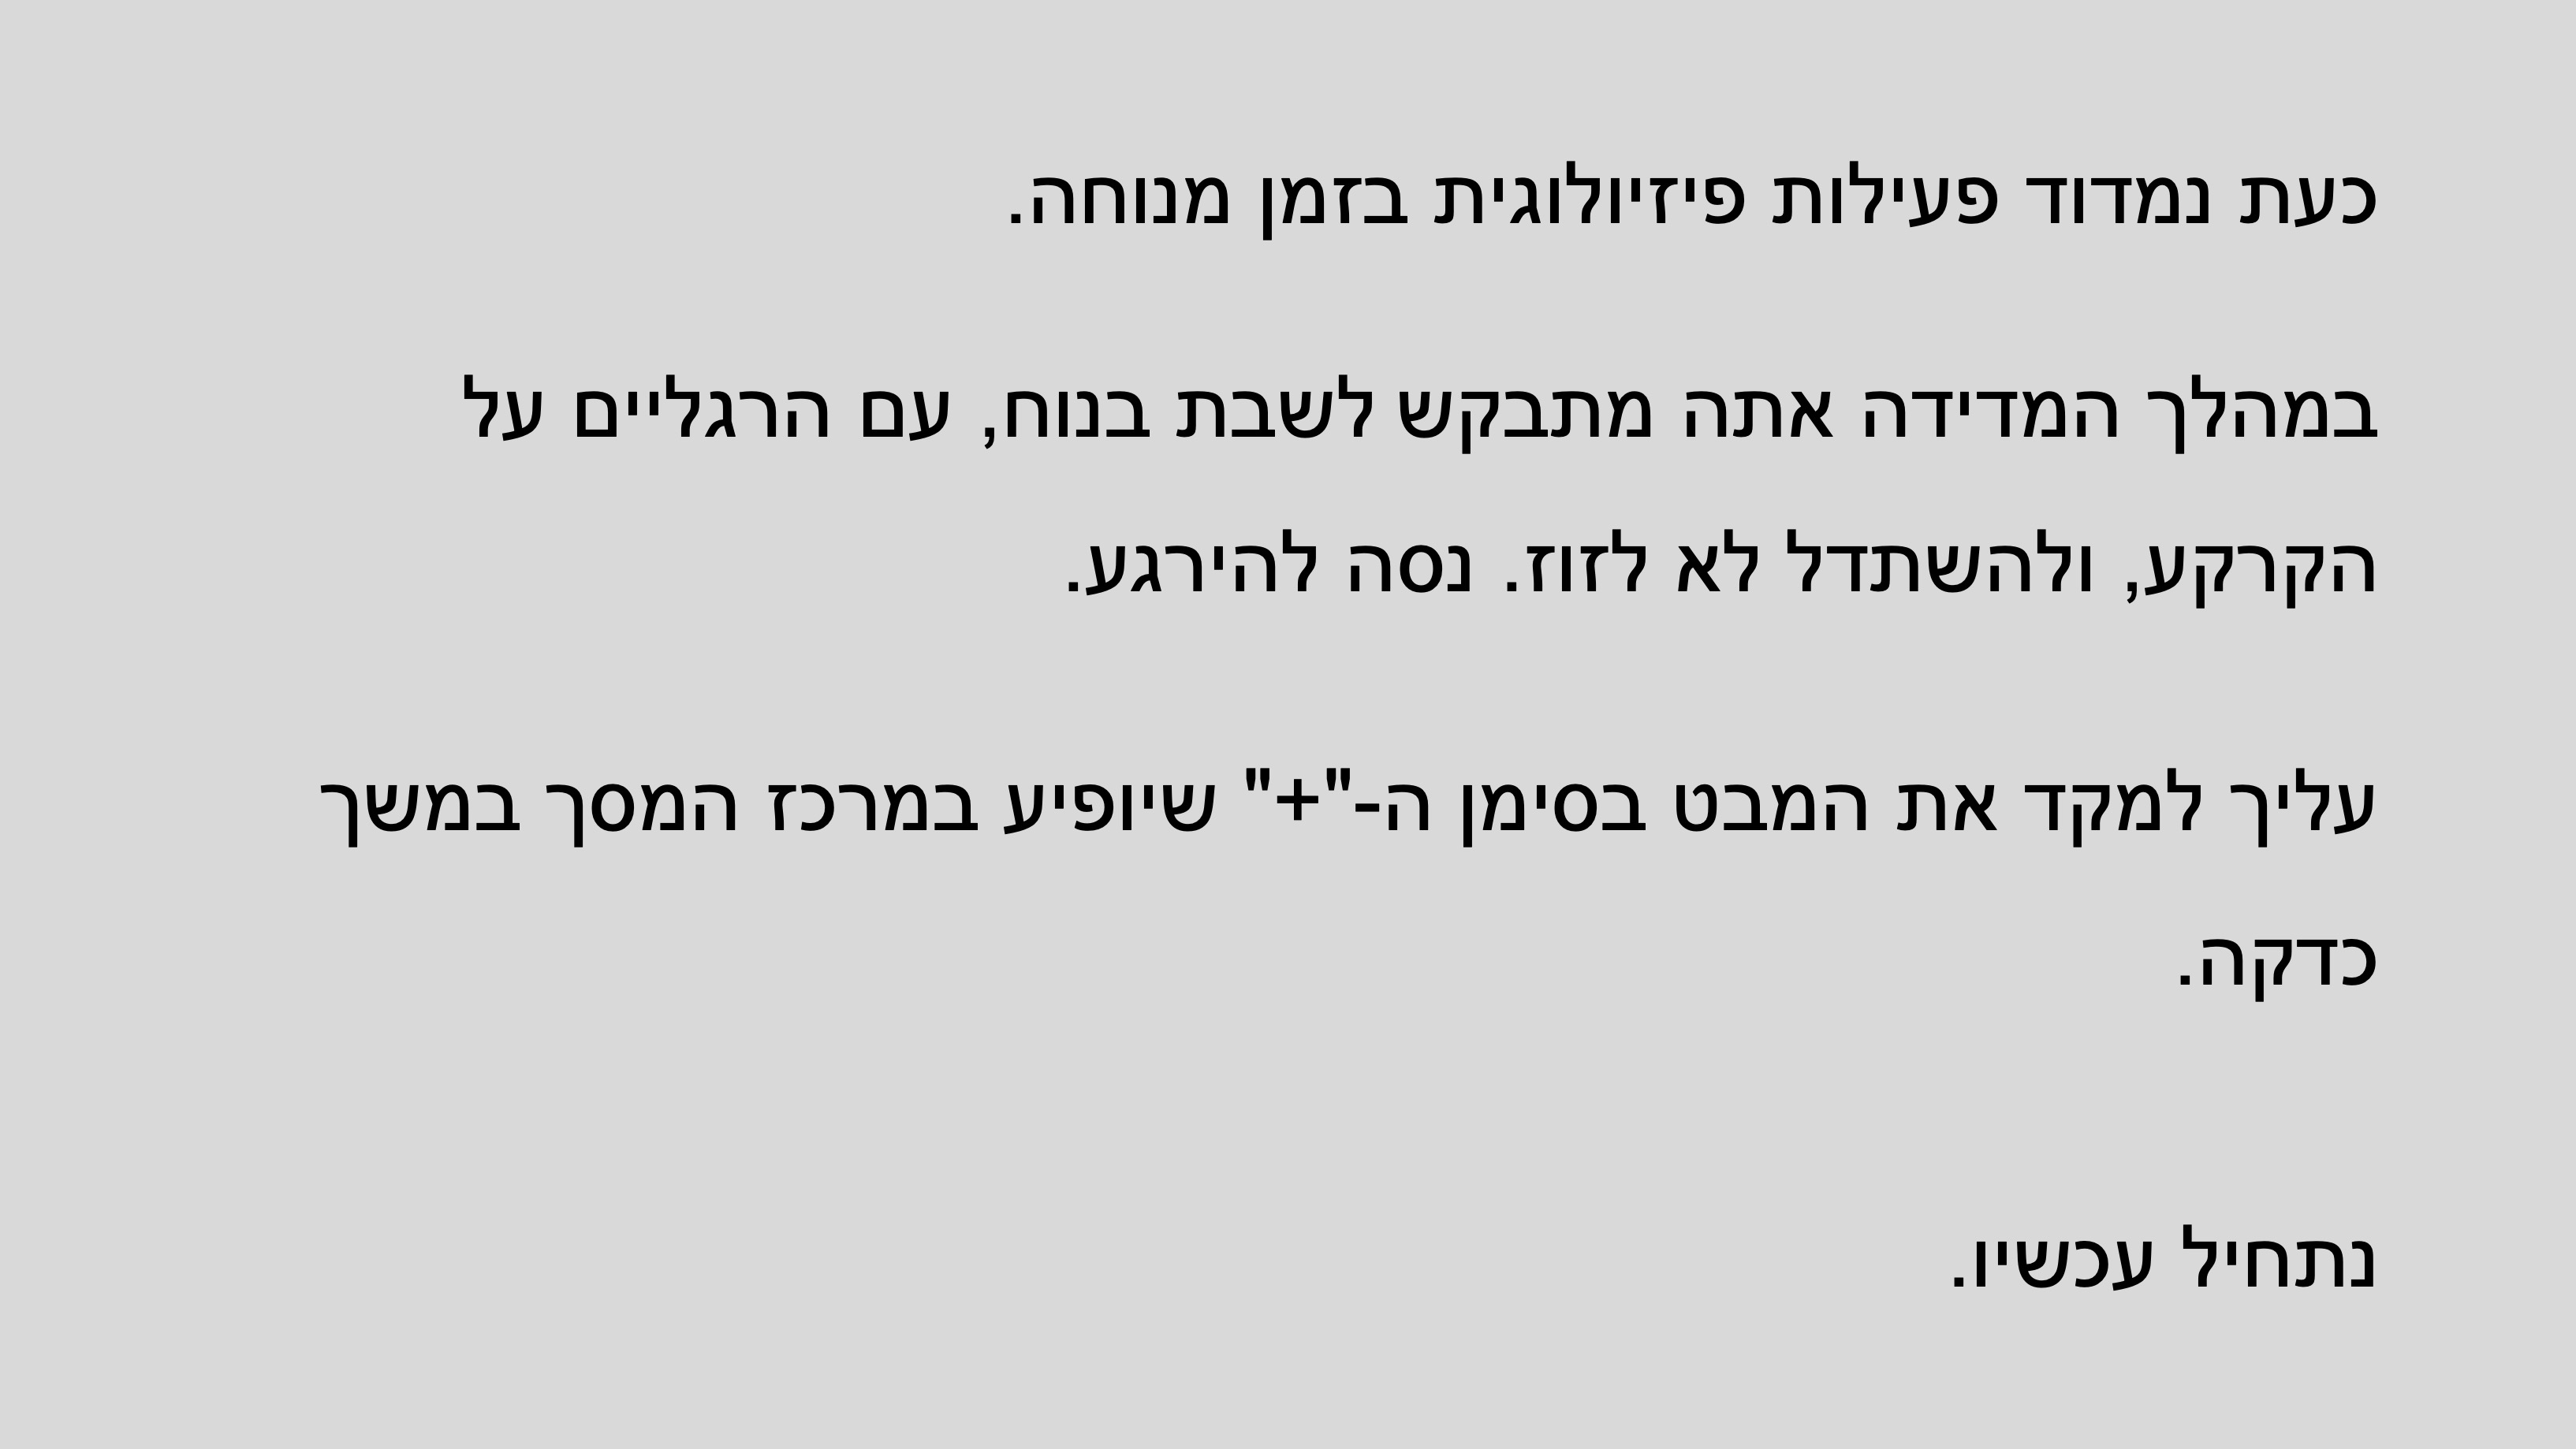 כעת נמדוד פעילות פיזיולוגית בזמן מנוחה.
במהלך המדידה אתה מתבקש לשבת בנוח, עם הרגליים על
הקרקע, ולהשתדל לא לזוז. נסה להירגע.
עליך למקד את המבט בסימן ה-"+" שיופיע במרכז המסך במשך
כדקה.
נתחיל עכשיו.